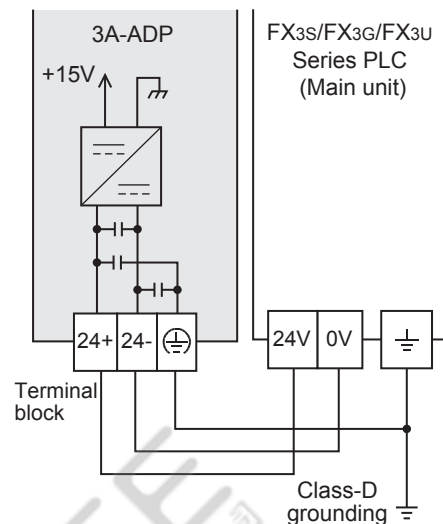 3A-ADP
+15V
FX3S/FX3G/FX3U
Series PLC
(Main unit)
24+ 24-
24V 0V
Terminal
block
Class-D
grounding